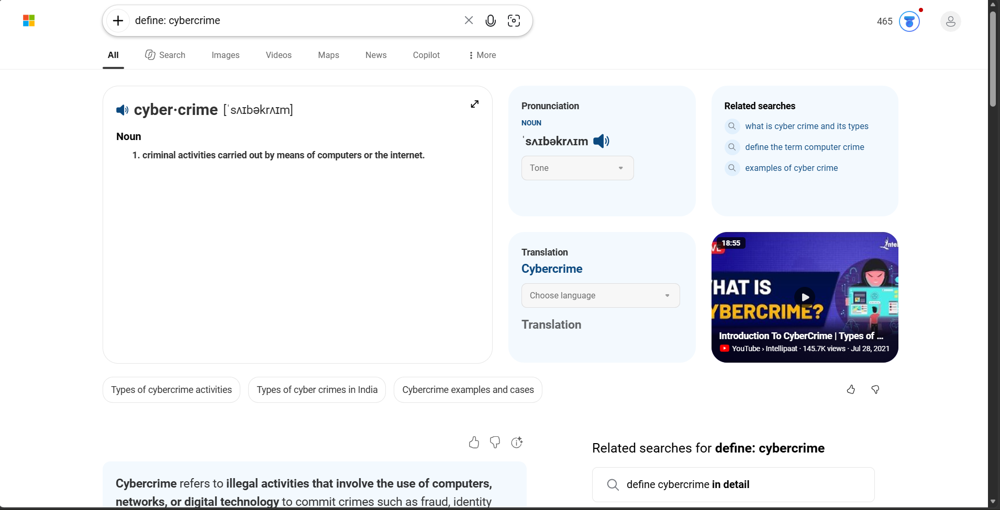 define: cybercrime
465
All
Search
Images
Videos
Maps
News
Copilot
More
cyber·crime [ˈsʌɪbəkrʌɪm]
Noun
1. criminal activities carried out by means of computers or the internet.
Pronunciation
NOUN
ˈsʌɪbəkrʌɪm
Tone
Related searches
what is cyber crime and its types
define the term computer crime
examples of cyber crime
Translation
Cybercrime
Choose language
Translation
18:55
VE
Inte
HAT IS
YBERCRIME?
Introduction To CyberCrime | Types of ...
YouTube › Intellipaat · 145.7K views · Jul 28, 2021
Types of cybercrime activities
Types of cyber crimes in India
Cybercrime examples and cases
Cybercrime refers to illegal activities that involve the use of computers,
networks, or digital technology to commit crimes such as fraud, identity
Related searches for define: cybercrime
define cybercrime in detail